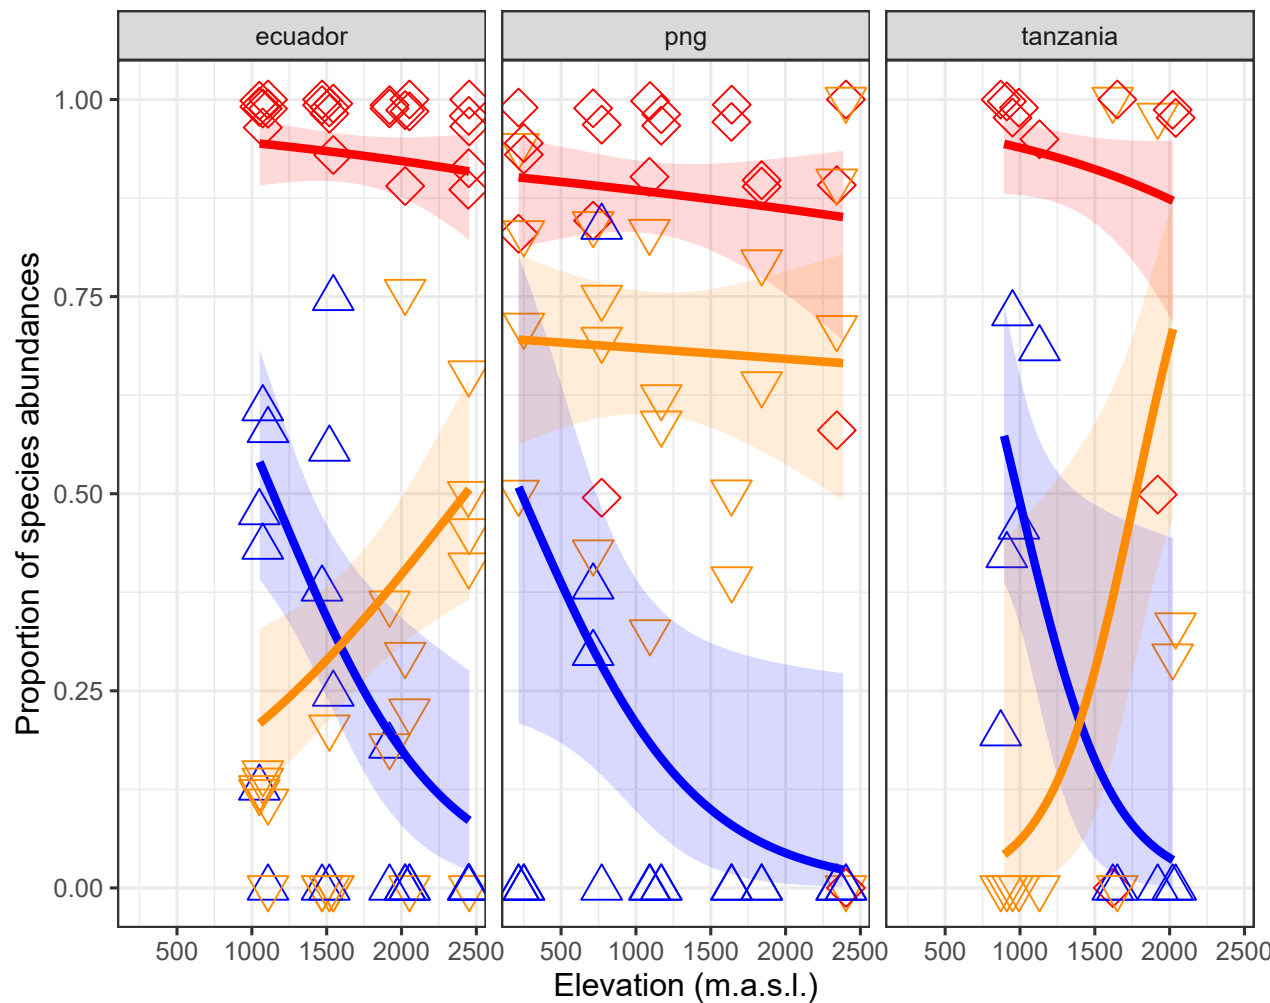 ecuador png tanzania
Proportion of species abundances
1.00
0.75
0.50
0.25
0.00
500 1000 1500 2000 2500 500 1000 1500 2000 2500 500 1000 1500 2000 2500
Elevation (m.a.s.l.)